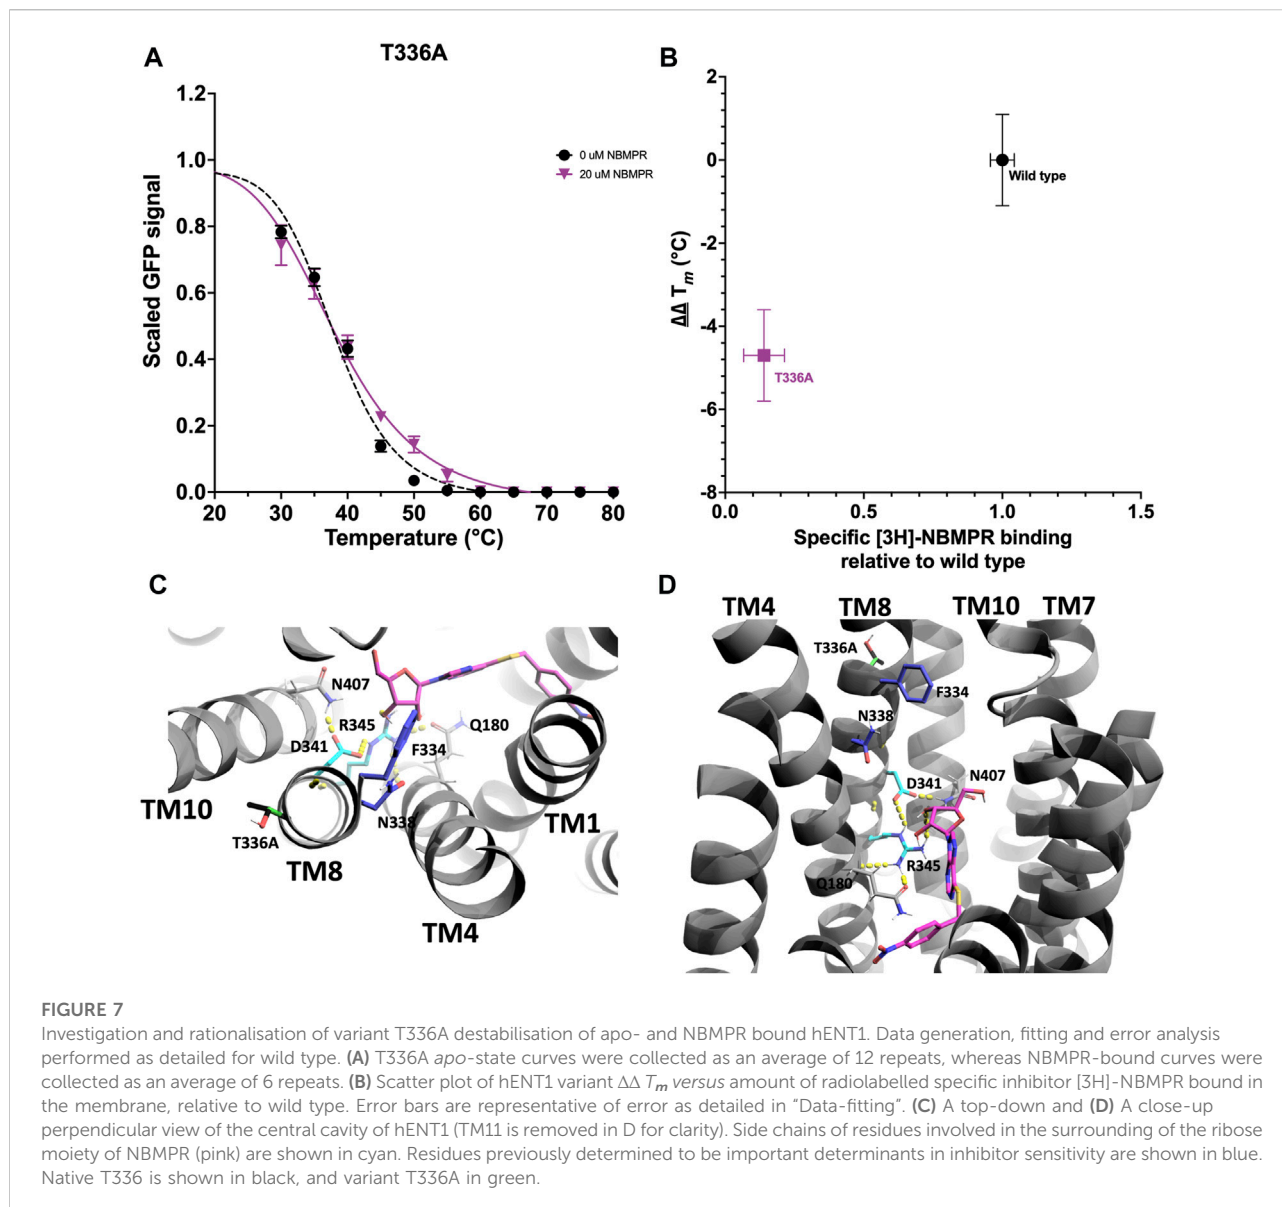 A
T336A
1.2
1.0
0.8
0.6
0.4
0.2
0.0
Scaled GFP signal
20 30 40 50 60 70 80
Temperature (°C)
0 uM NBMPR
20 uM NBMPR
B
2
0
-2
-4
-6
-8
ΔΔ Tm (°C)
Wild type
T336A
0.0 0.5 1.0 1.5
Specific [3H]-NBMPR binding
relative to wild type
C
N407
R345
Q180
D341
F334
TM10
N338
TM1
T336A
TM8
TM4
D
TM4 TM8 TM10 TM7
T336A
F334
N338
N407
D341
R345
Q180
FIGURE 7
Investigation and rationalisation of variant T336A destabilisation of apo- and NBMPR bound hENT1. Data generation, fitting and error analysis
performed as detailed for wild type. (A) T336A apo-state curves were collected as an average of 12 repeats, whereas NBMPR-bound curves were
collected as an average of 6 repeats. (B) Scatter plot of hENT1 variant ΔΔ Tm versus amount of radiolabelled specific inhibitor [3H]-NBMPR bound in
the membrane, relative to wild type. Error bars are representative of error as detailed in “Data-fitting”. (C) A top-down and (D) A close-up
perpendicular view of the central cavity of hENT1 (TM11 is removed in D for clarity). Side chains of residues involved in the surrounding of the ribose
moiety of NBMPR (pink) are shown in cyan. Residues previously determined to be important determinants in inhibitor sensitivity are shown in blue.
Native T336 is shown in black, and variant T336A in green.